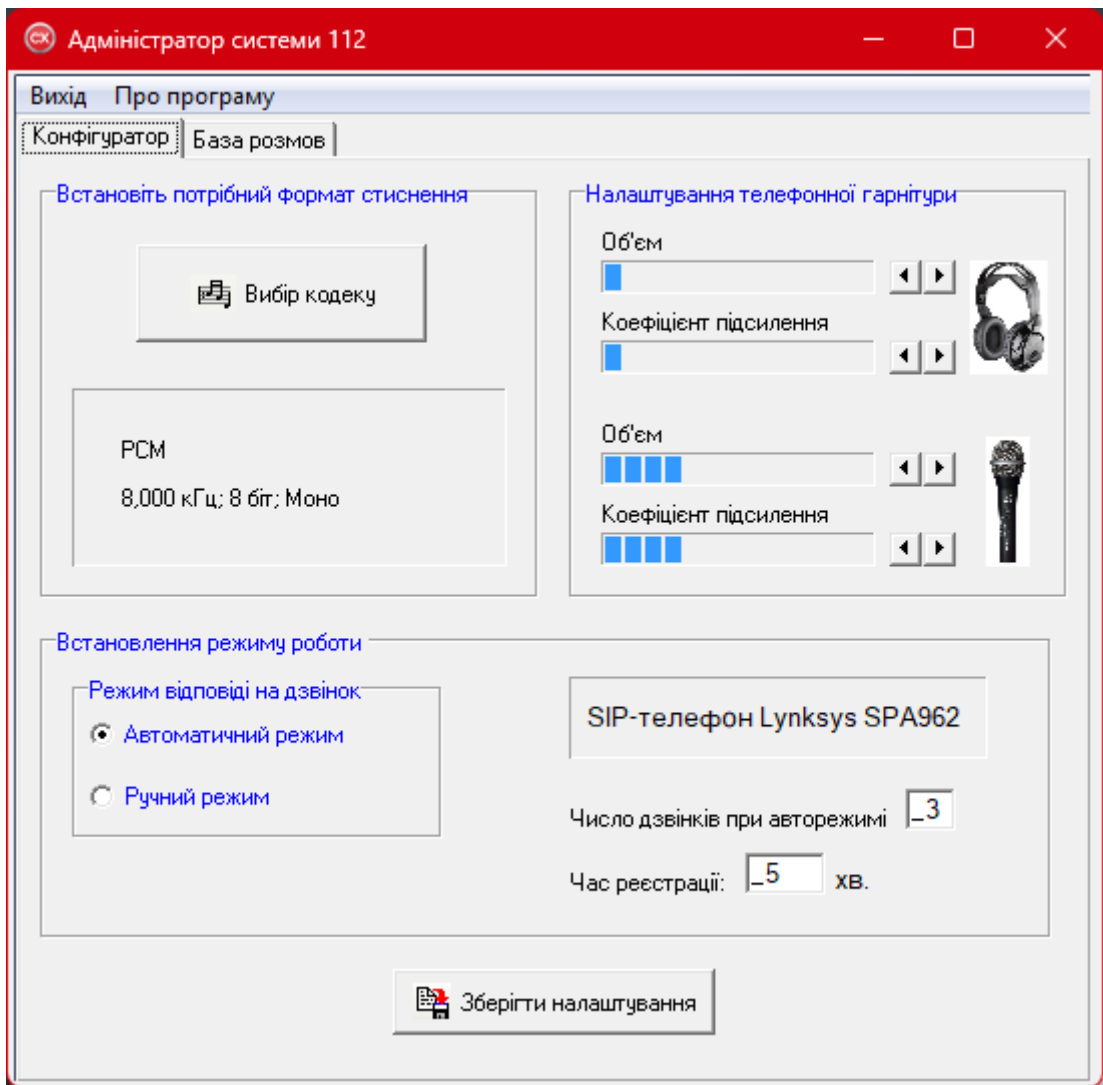 Адміністратор системи 112
Вихід Про програму
Конфігуратор База розмов
Встановіть потрібний формат стиснення
Вибір кодеку
PCM
8,000 кГц; 8 біт; Моно
Налаштування телефонної гарнітури
Об'єм
Коефіцієнт підсилення
Об'єм
Коефіцієнт підсилення
Встановлення режиму роботи
Режим відповіді на дзвінок
Автоматичний режим
Ручний режим
SIP-телефон Lynksys SPA962
Число дзвінків при авторежимі _3
Час реєстрації: _5 хв.
Зберігти налаштування